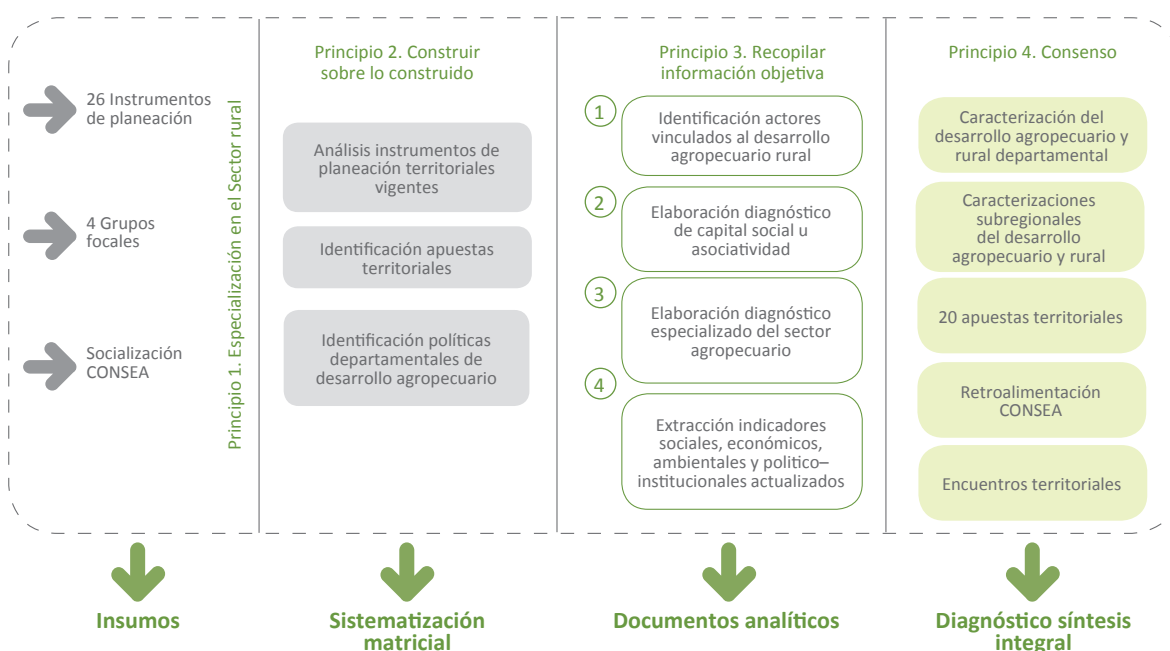 26 Instrumentos
de planeación
4 Grupos
focales
Socialización
CONSEA
Principio 1. Especialización en el Sector rural
Principio 2. Construir
sobre lo construido
Análisis instrumentos de
planeación territoriales
vigentes
Identificación apuestas
territoriales
Identificación políticas
departamentales de
desarrollo agropecuario
Principio 3. Recopilar
información objetiva
1
Identificación actores
vinculados al desarrollo
agropecuario rural
2
Elaboración diagnóstico
de capital social u
asociatividad
3
Elaboración diagnóstico
especializado del sector
agropecuario
4
Extracción indicadores
sociales, económicos,
ambientales y politico–
institucionales actualizados
Principio 4. Consenso
Caracterización del
desarrollo agropecuario y
rural departamental
Caracterizaciones
subregionales
del desarrollo
agropecuario y rural
20 apuestas territoriales
Retroalimentación
CONSEA
Encuentros territoriales
Insumos
Sistematización
matricial
Documentos analíticos
Diagnóstico síntesis
integral